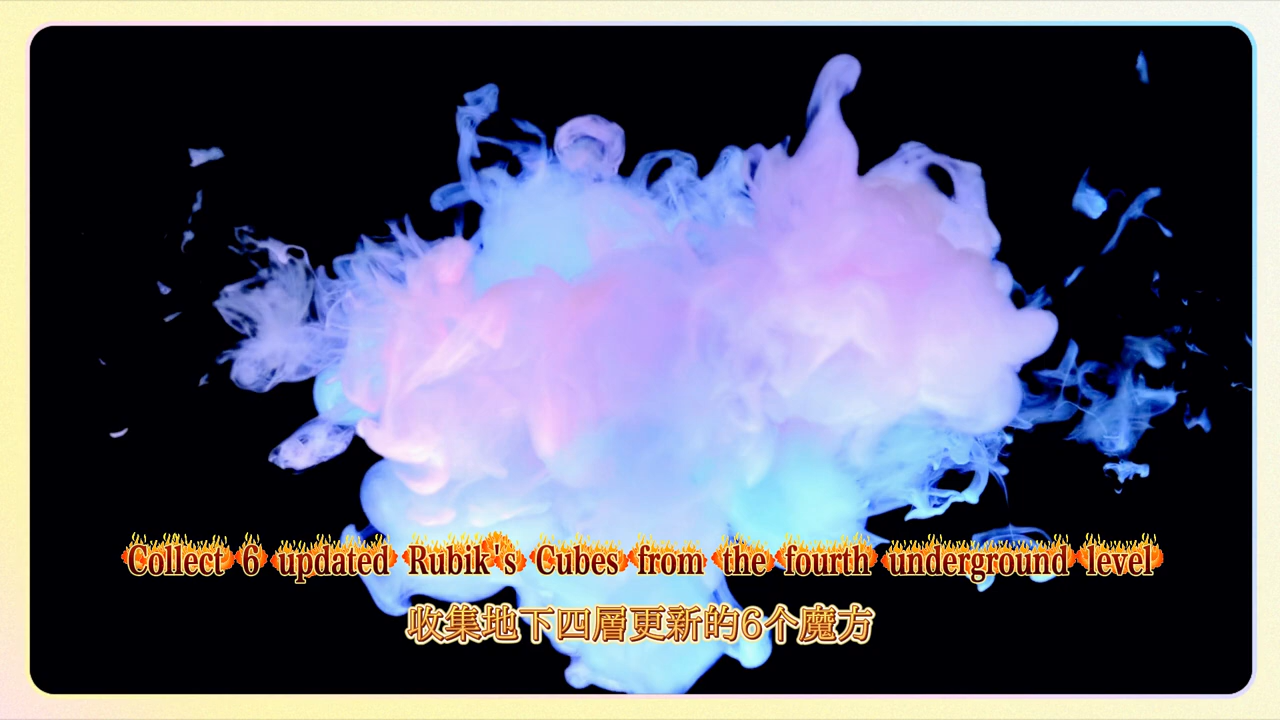 Collect 6 updated Rubik's Cubes from the fourth underground level
收集地下四層更新的6个魔方